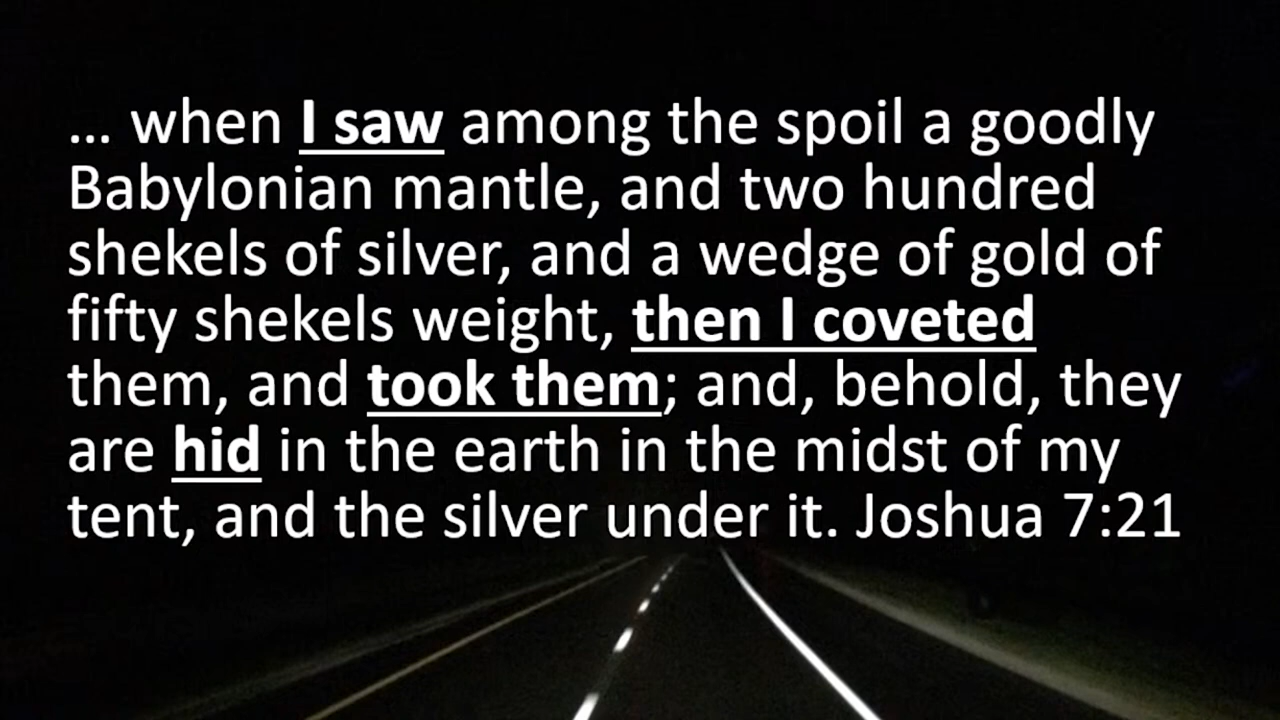 ... when I saw among the spoil a goodly
Babylonian mantle, and two hundred
shekels of silver, and a wedge of gold of
fifty shekels weight, then I coveted
them, and took them; and, behold, they
are hid in the earth in the midst of my
tent, and the silver under it. Joshua 7:21